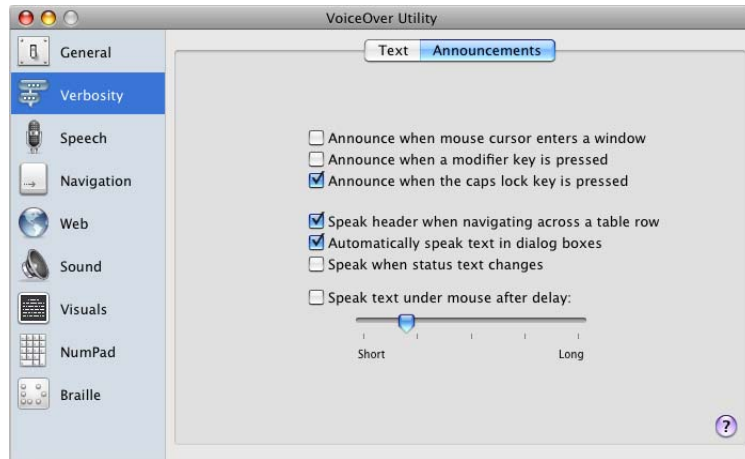 VoiceOver Utility
General
Verbosity
Speech
Navigation
Web
Sound
Visuals
NumPad
Braille
Text Announcements
Announce when mouse cursor enters a window
Announce when a modifier key is pressed
Announce when the caps lock key is pressed
Speak header when navigating across a table row
Automatically speak text in dialog boxes
Speak when status text changes
Speak text under mouse after delay:
Short Long
?